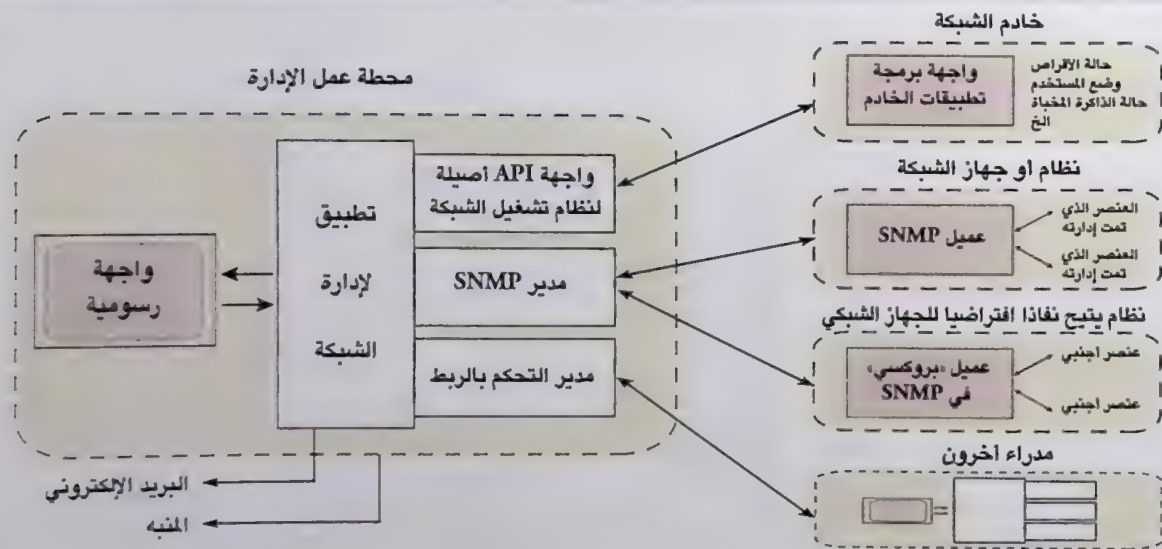 خادم الشبكة
واجهة برمجة
تطبيقات الخادم
حالة الأقراص
وضع المستخدم
حالة الذاكرة المخبأة
الخ
محطة عمل الإدارة
واجهة API أصيلة
لنظام تشغيل الشبكة
تطبيق
لإدارة
الشبكة
مدير SNMP
مدير التحكم بالربط
واجهة
رسومية
نظام او جهاز الشبكة
عميل SNMP
العنصر الذي
تمت إدارته
العنصر الذي
تمت إدارته
نظام يتيح نفاذا افتراضيا للجهاز الشبكي
عميل «بروكسي»
في SNMP
عنصر اجنبي
عنصر اجنبي
مدراء آخرون
البريد الإلكتروني
المنبه